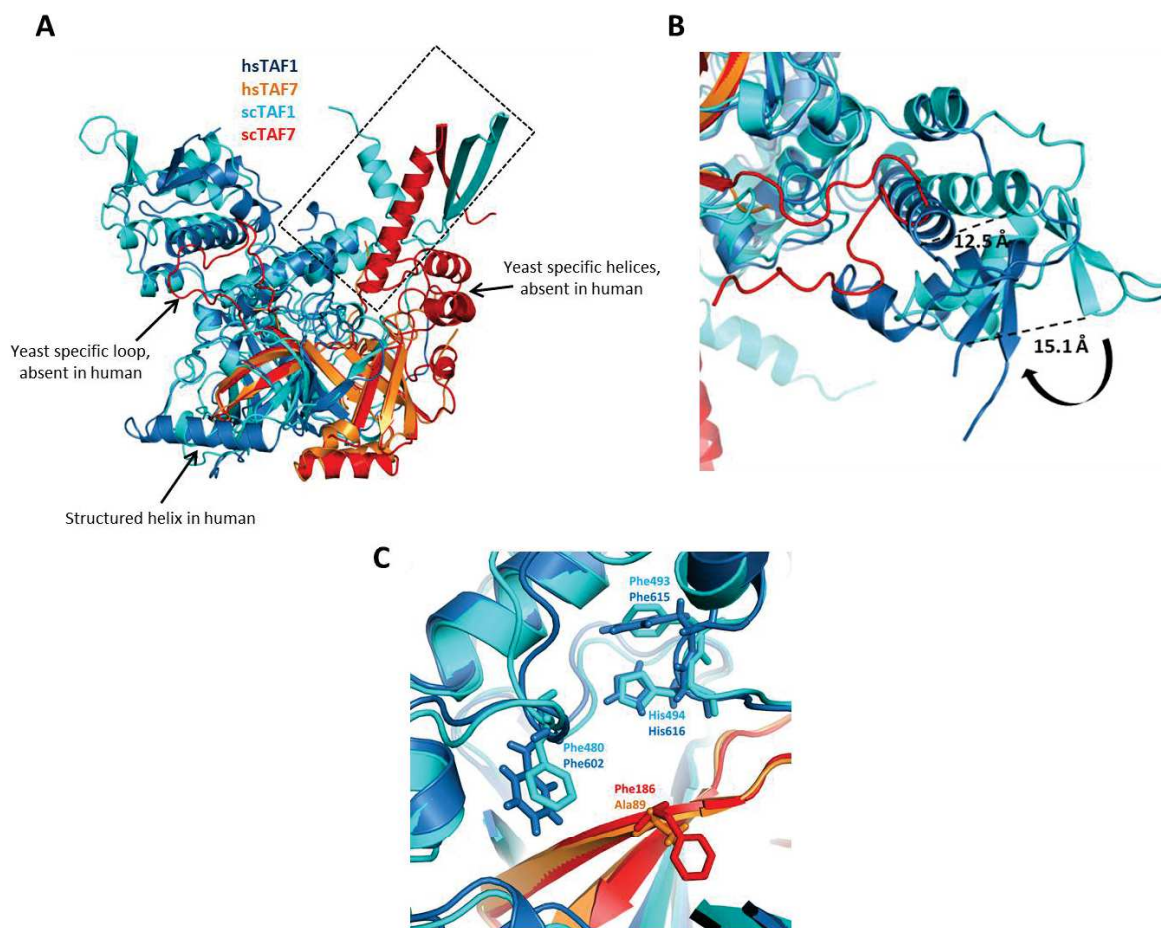 A
hsTAF1
hsTAF7
scTAF1
scTAF7
Yeast specific helices,
absent in human
Yeast specific loop,
absent in human
Structured helix in human
B
12.5 Å
15.1 Å
C
Phe493
Phe615
His494
His616
Phe480
Phe602
Phe186
Ala89